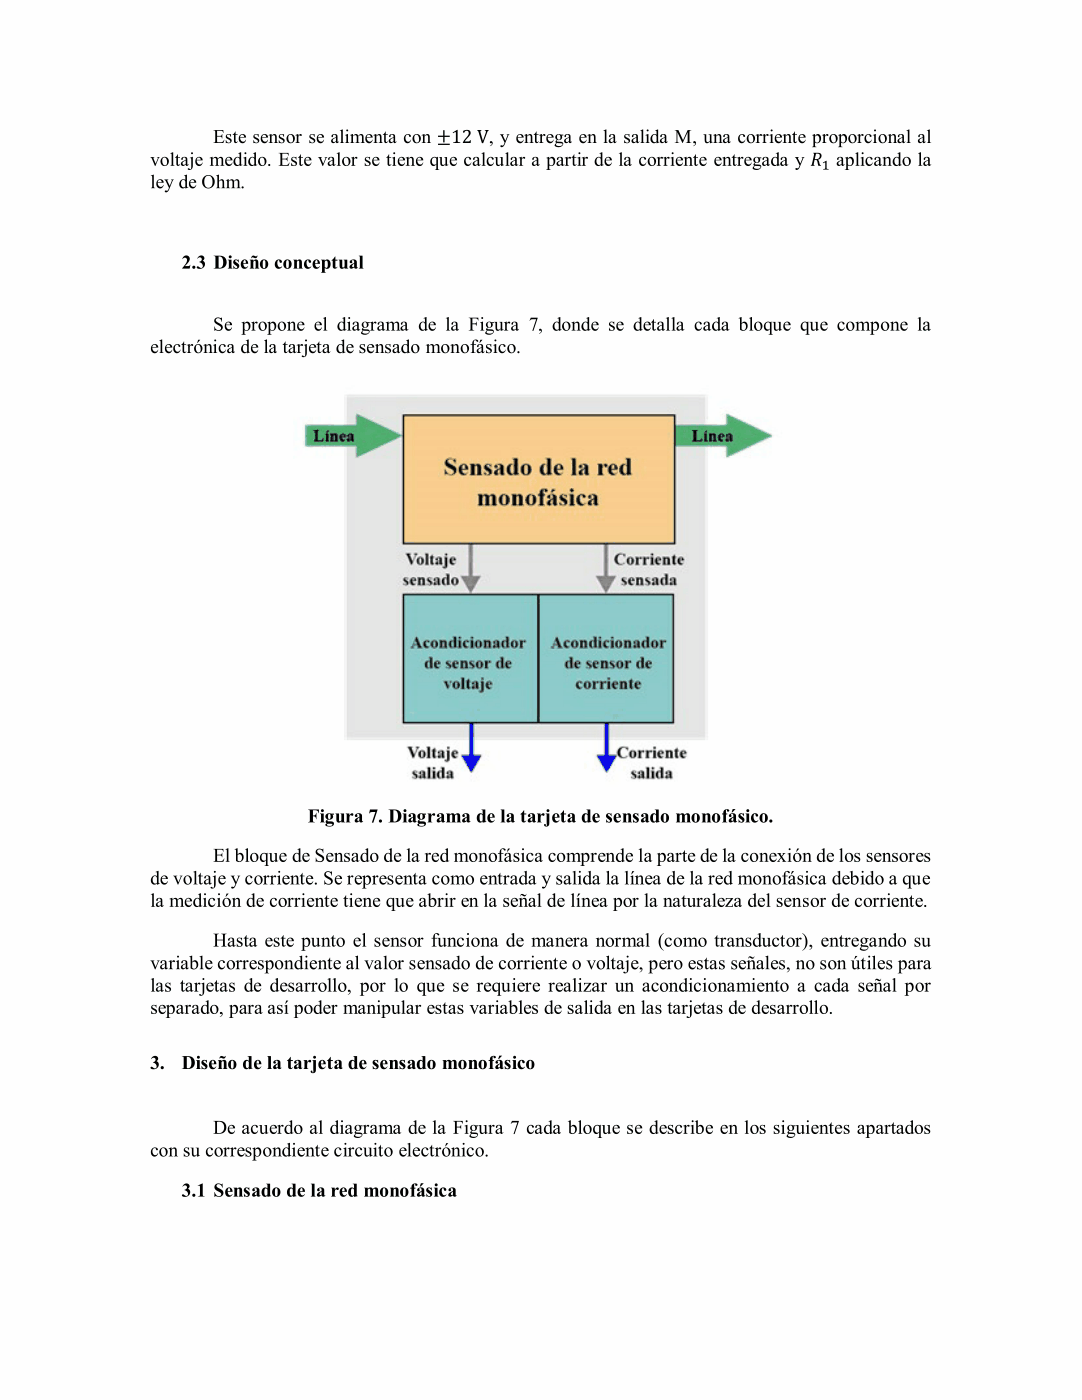 Este sensor se alimenta con ±12 V, y entrega en la salida M, una corriente proporcional al
voltaje medido. Este valor se tiene que calcular a partir de la corriente entregada y R₁ aplicando la
ley de Ohm.
2.3 Diseño conceptual
Se propone el diagrama de la Figura 7, donde se detalla cada bloque que compone la
electrónica de la tarjeta de sensado monofásico.
Línea
Línea
Sensado de la red
monofásica
Voltaje
sensado
Corriente
sensada
Acondicionador
de sensor de
voltaje
Acondicionador
de sensor de
corriente
Voltaje
salida
Corriente
salida
Figura 7. Diagrama de la tarjeta de sensado monofásico.
El bloque de Sensado de la red monofásica comprende la parte de la conexión de los sensores
de voltaje y corriente. Se representa como entrada y salida la línea de la red monofásica debido a que
la medición de corriente tiene que abrir en la señal de línea por la naturaleza del sensor de corriente.
Hasta este punto el sensor funciona de manera normal (como transductor), entregando su
variable correspondiente al valor sensado de corriente o voltaje, pero estas señales, no son útiles para
las tarjetas de desarrollo, por lo que se requiere realizar un acondicionamiento a cada señal por
separado, para así poder manipular estas variables de salida en las tarjetas de desarrollo.
3. Diseño de la tarjeta de sensado monofásico
De acuerdo al diagrama de la Figura 7 cada bloque se describe en los siguientes apartados
con su correspondiente circuito electrónico.
3.1 Sensado de la red monofásica